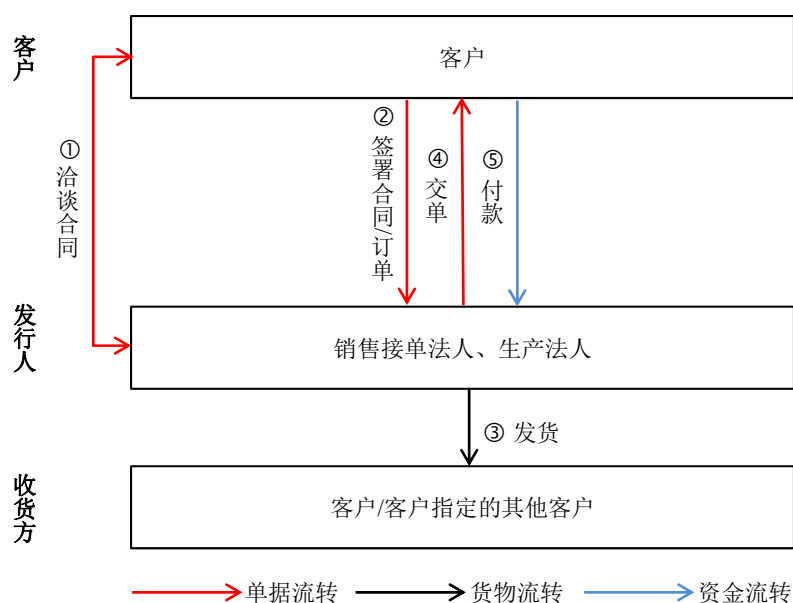 客户
客户
① 洽谈合同
② 签署合同/订单
④ 交单
⑤ 付款
发行人
销售接单法人、生产法人
③ 发货
收货方
客户/客户指定的其他客户
单据流转
货物流转
资金流转